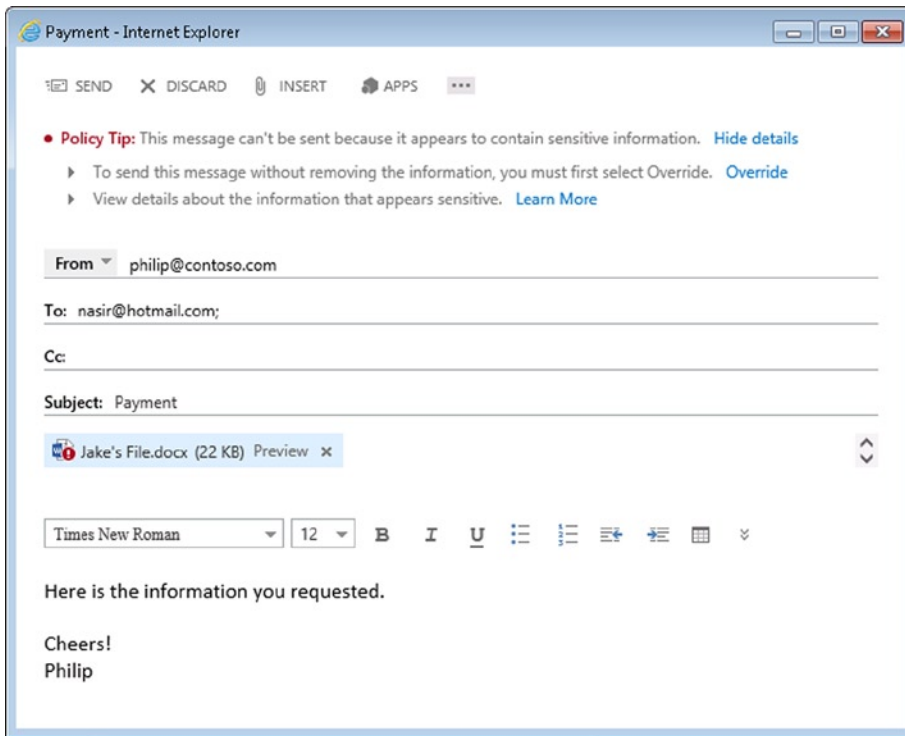 Payment - Internet Explorer
SEND DISCARD INSERT APPS ...
Policy Tip: This message can't be sent because it appears to contain sensitive information. Hide details
To send this message without removing the information, you must first select Override. Override
View details about the information that appears sensitive. Learn More
From philip@contoso.com
To: nasir@hotmail.com;
Cc:
Subject: Payment
Jake's File.docx (22 KB) Preview ×
Times New Roman 12 B I U
Here is the information you requested.
Cheers!
Philip